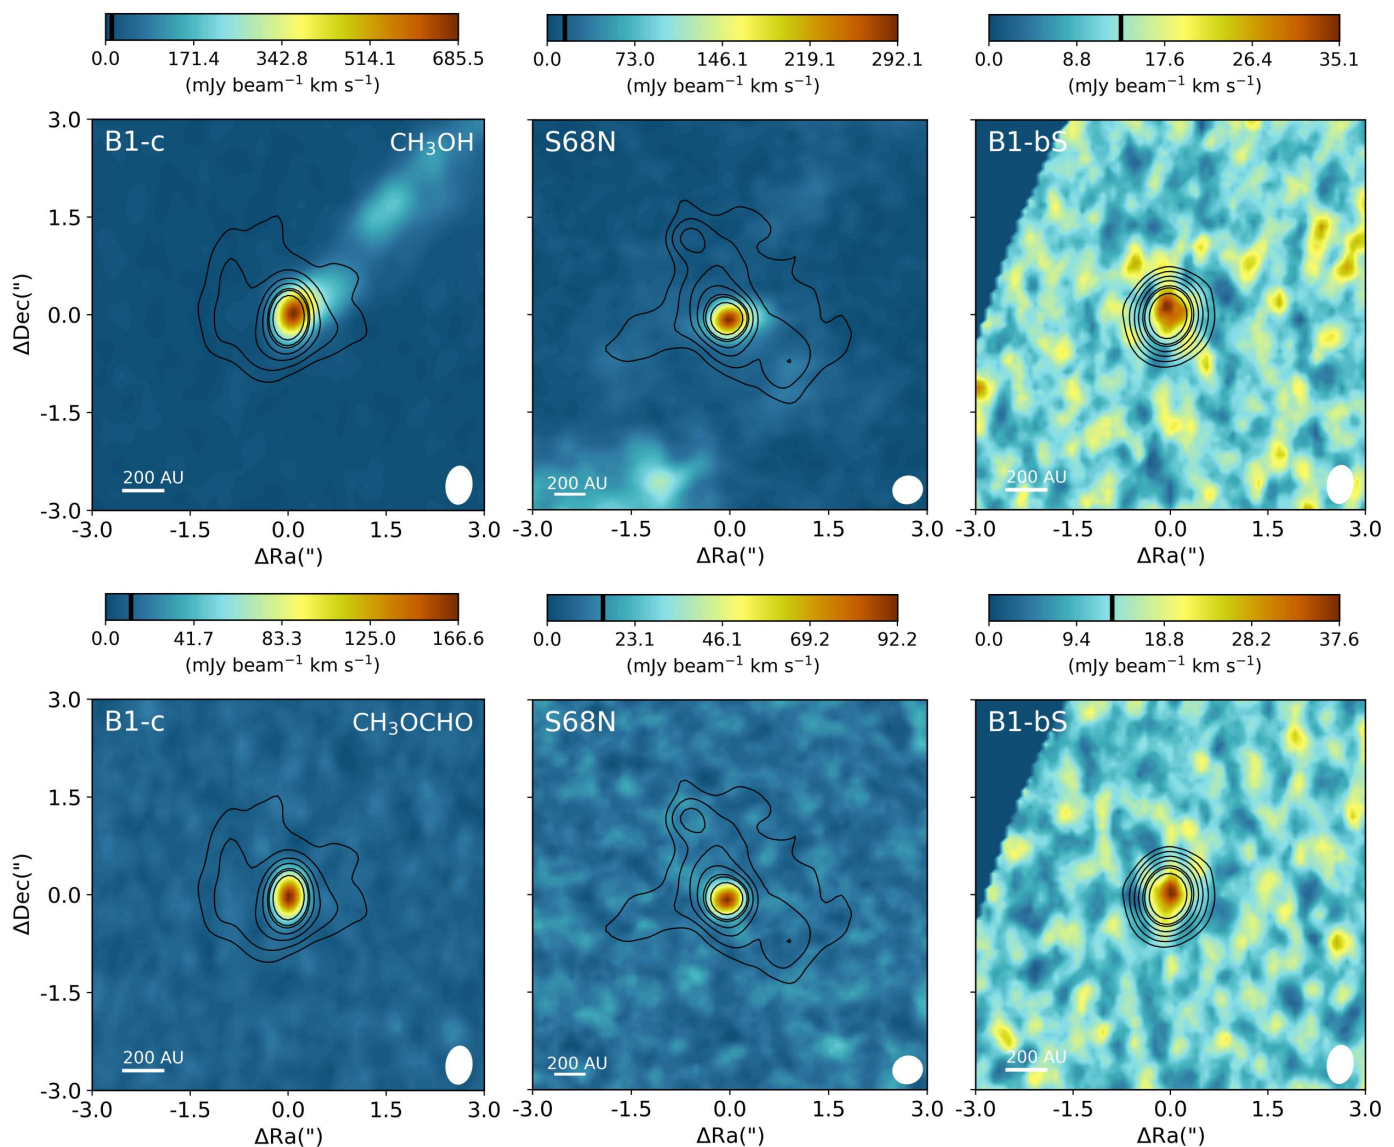 0.0 171.4 342.8 514.1 685.5
(mJy beam⁻¹ km s⁻¹)
0.0 73.0 146.1 219.1 292.1
(mJy beam⁻¹ km s⁻¹)
0.0 8.8 17.6 26.4 35.1
(mJy beam⁻¹ km s⁻¹)
B1-c CH₃OH
3.0
1.5
0.0
-1.5
-3.0
ΔDec(")
200 AU
-3.0 -1.5 0.0 1.5 3.0
ΔRa(")
S68N
200 AU
-3.0 -1.5 0.0 1.5 3.0
ΔRa(")
B1-bS
200 AU
-3.0 -1.5 0.0 1.5 3.0
ΔRa(")
0.0 41.7 83.3 125.0 166.6
(mJy beam⁻¹ km s⁻¹)
0.0 23.1 46.1 69.2 92.2
(mJy beam⁻¹ km s⁻¹)
0.0 9.4 18.8 28.2 37.6
(mJy beam⁻¹ km s⁻¹)
B1-c CH₃OCHO
3.0
1.5
0.0
-1.5
-3.0
ΔDec(")
200 AU
-3.0 -1.5 0.0 1.5 3.0
ΔRa(")
S68N
200 AU
-3.0 -1.5 0.0 1.5 3.0
ΔRa(")
B1-bS
200 AU
-3.0 -1.5 0.0 1.5 3.0
ΔRa(")